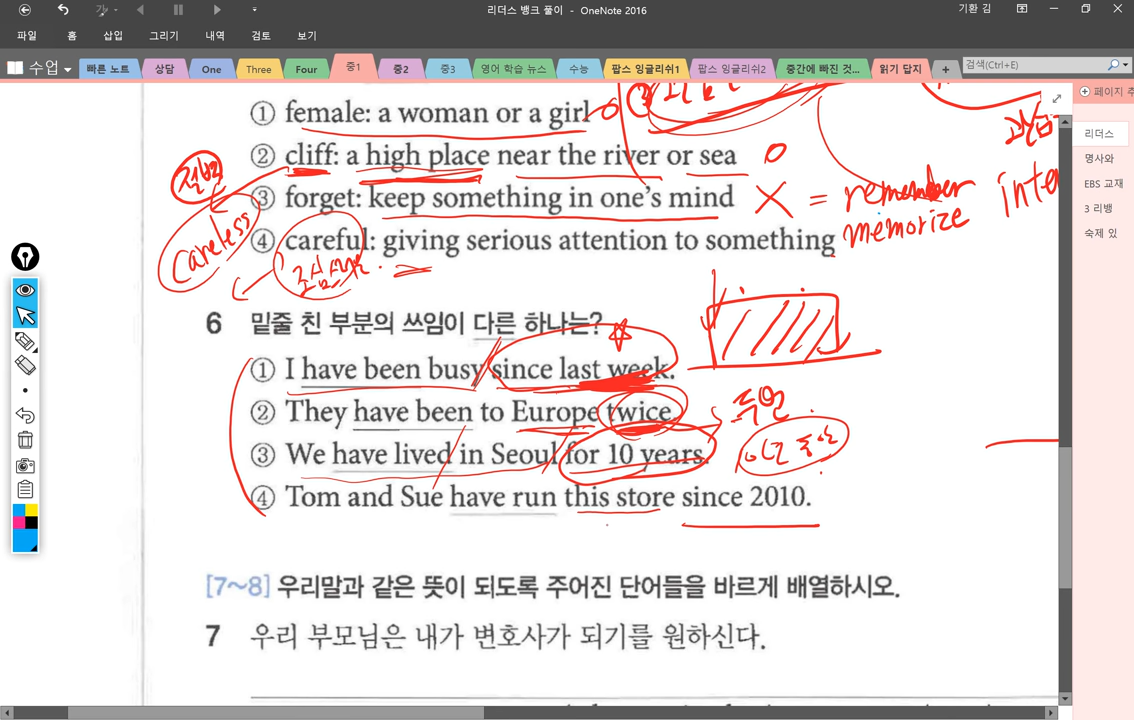 리더스 뱅크 풀이 - OneNote 2016
기환 김
파일 홈 삽입 그리기 내역 검토 보기
수업 빠른 노트 상담 One Three Four 중1 중2 중3 영어 학습 뉴스 수능 팝스 잉글리쉬1 팝스 잉글리쉬2 중간에 빠진 것... 읽기 답지 + 검색(Ctrl+E)
페이지 추
리더스
명사와
EBS 교재
3 리뱅
숙제 있
① female: a woman or a girl
② cliff: a high place near the river or sea
절벽
③ forget: keep something in one's mind X = remember
memorize
inte
careless
④ careful: giving serious attention to something
6 밑줄 친 부분의 쓰임이 다른 하나는?
① I have been busy since last week.
② They have been to Europe twice.
③ We have lived in Seoul for 10 years.
④ Tom and Sue have run this store since 2010.
[7~8] 우리말과 같은 뜻이 되도록 주어진 단어들을 바르게 배열하시오.
7 우리 부모님은 내가 변호사가 되기를 원하신다.